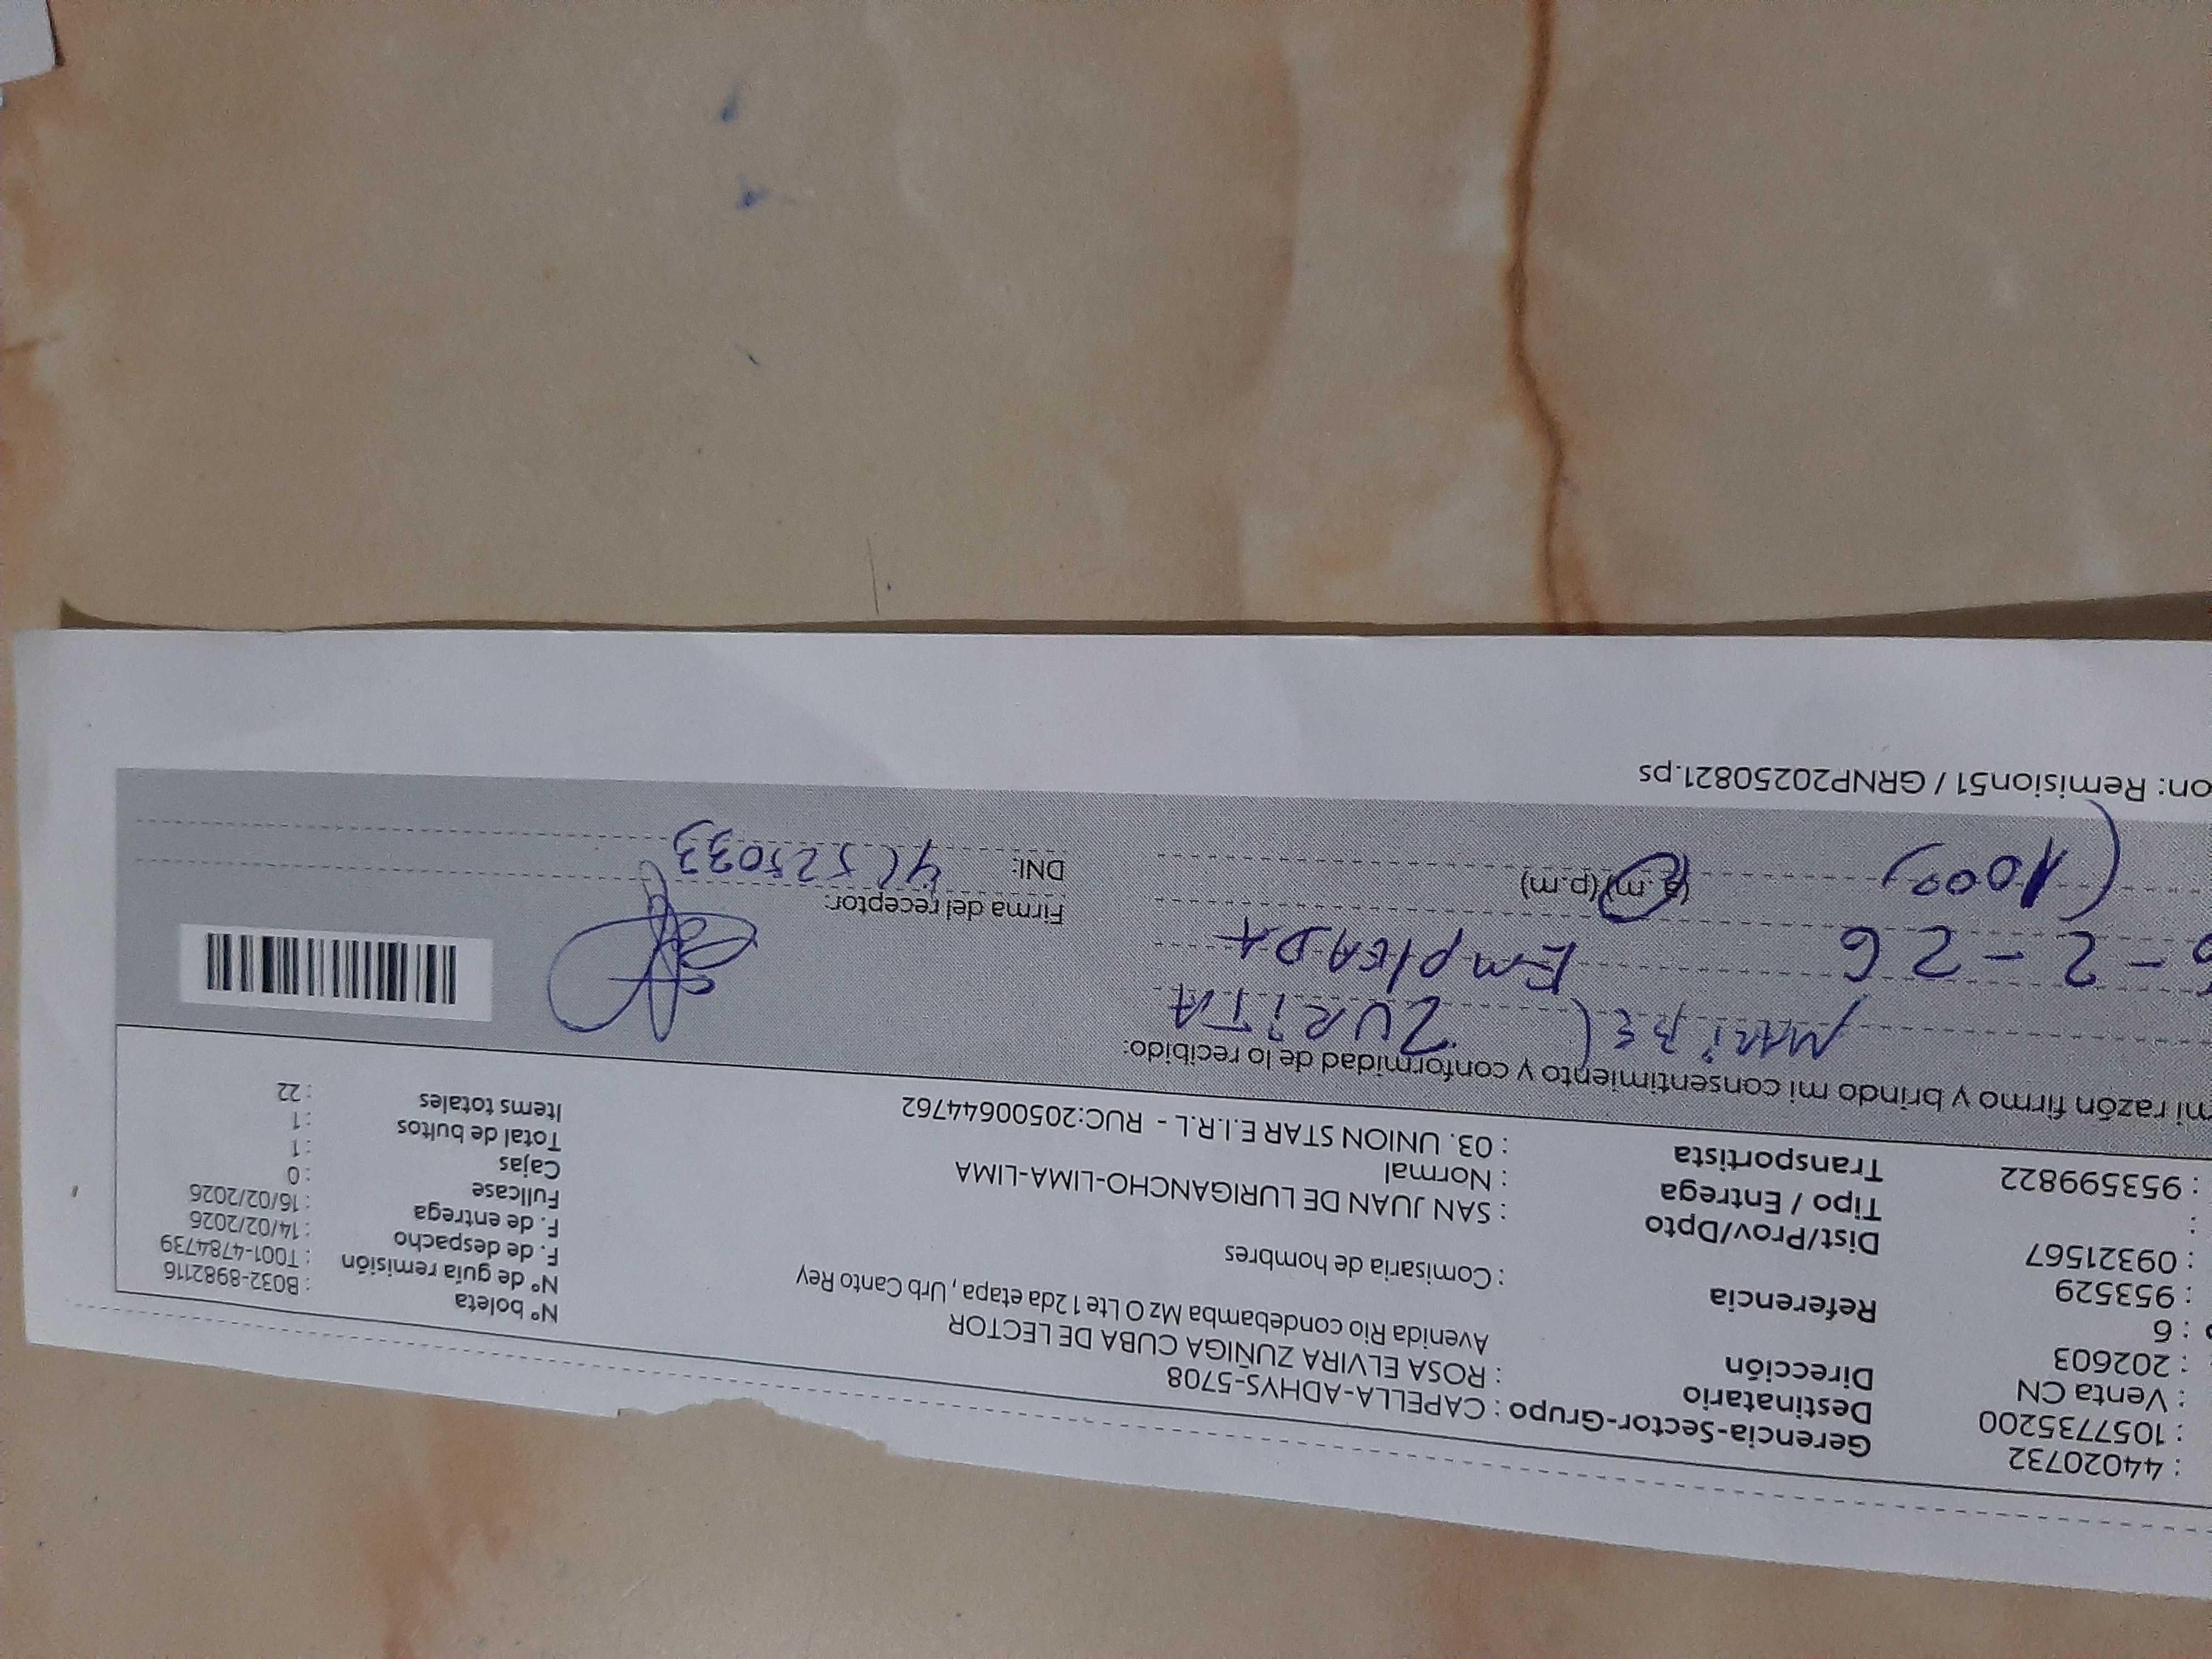 : 44020732
: 1057735200
: Venta CN
: 202603
: 6
: 953529
: 09321567
:
: 953599822
Gerencia-Sector-Grupo : CAPELLA-ADHYS-5708
Destinatario : ROSA ELVIRA ZUÑIGA CUBA DE LECTOR
Dirección Avenida Rio condebamba Mz O Lte 1 2da etapa , Urb Canto Rey
Referencia : Comisaria de hombres
Dist/Prov/Dpto : SAN JUAN DE LURIGANCHO-LIMA-LIMA
Tipo / Entrega : Normal
Transportista : 03. UNION STAR E.I.R.L - RUC:20500644762
Nº boleta : B032-8982116
Nº de guía remisión : T001-4784739
F. de despacho : 14/02/2026
F. de entrega : 16/02/2026
Fullcase : 0
Cajas : 1
Total de bultos : 1
Items totales : 22
mi razón firmo y brindo mi consentimiento y conformidad de lo recibido:
MARiBE( ZURiTA
- 2 - 26 EmplEADA
Firma del receptor:
(a.m)(p.m)
DNI:
on: Remision51 / GRNP20250821.ps